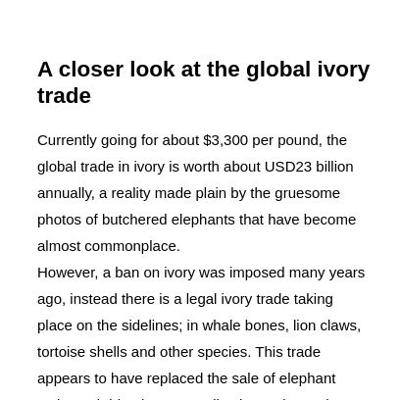 A closer look at the global ivory
trade
Currently going for about $3,300 per pound, the
global trade in ivory is worth about USD23 billion
annually, a reality made plain by the gruesome
photos of butchered elephants that have become
almost commonplace.
However, a ban on ivory was imposed many years
ago, instead there is a legal ivory trade taking
place on the sidelines; in whale bones, lion claws,
tortoise shells and other species. This trade
appears to have replaced the sale of elephant